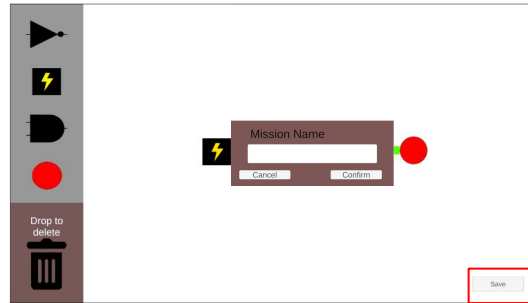 Mission Name
Cancel
Confirm
Drop to
delete
Save